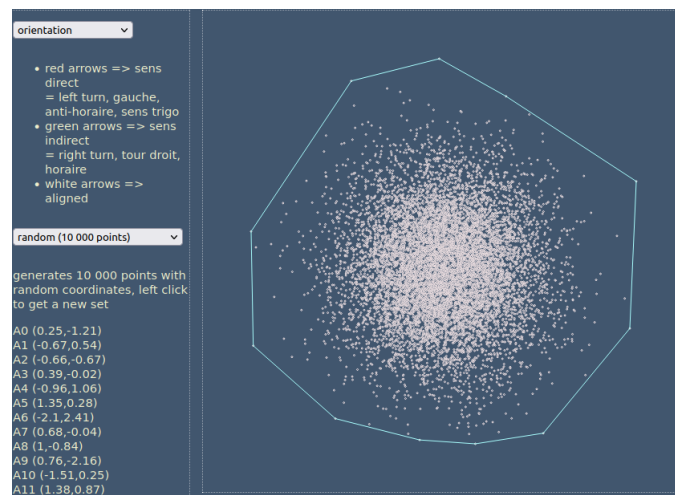 orientation
red arrows => sens
direct
= left turn, gauche,
anti-horaire, sens trigo
green arrows => sens
indirect
= right turn, tour droit,
horaire
white arrows =>
aligned
random (10 000 points)
generates 10 000 points with
random coordinates, left click
to get a new set
A0 (0.25,-1.21)
A1 (-0.67,0.54)
A2 (-0.66,-0.67)
A3 (0.39,-0.02)
A4 (-0.96,1.06)
A5 (1.35,0.28)
A6 (-2.1,2.41)
A7 (0.68,-0.04)
A8 (1,-0.84)
A9 (0.76,-2.16)
A10 (-1.51,0.25)
A11 (1.38,0.87)